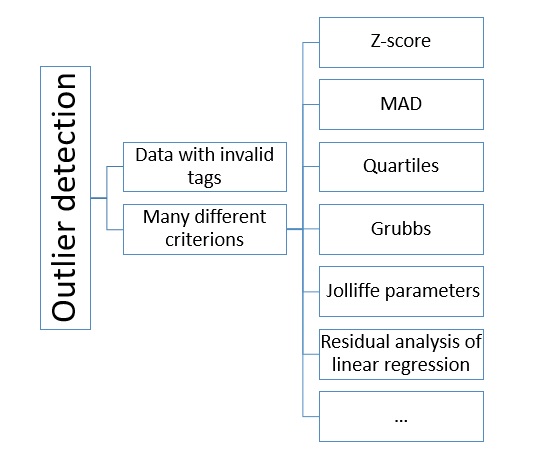 Outlier detection
Data with invalid
tags
Many different
criterions
Z-score
MAD
Quartiles
Grubbs
Jolliffe parameters
Residual analysis of
linear regression
...